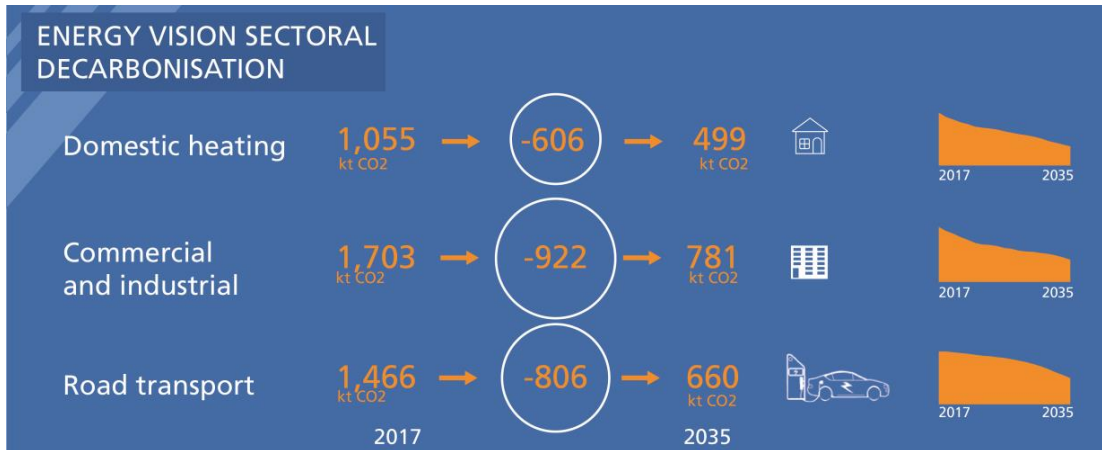 ENERGY VISION SECTORAL
DECARBONISATION
Domestic heating
1,055
kt CO2
-606
499
kt CO2
2017
2035
Commercial
and industrial
1,703
kt CO2
-922
781
kt CO2
2017
2035
Road transport
1,466
kt CO2
-806
660
kt CO2
2017
2035
2017
2035